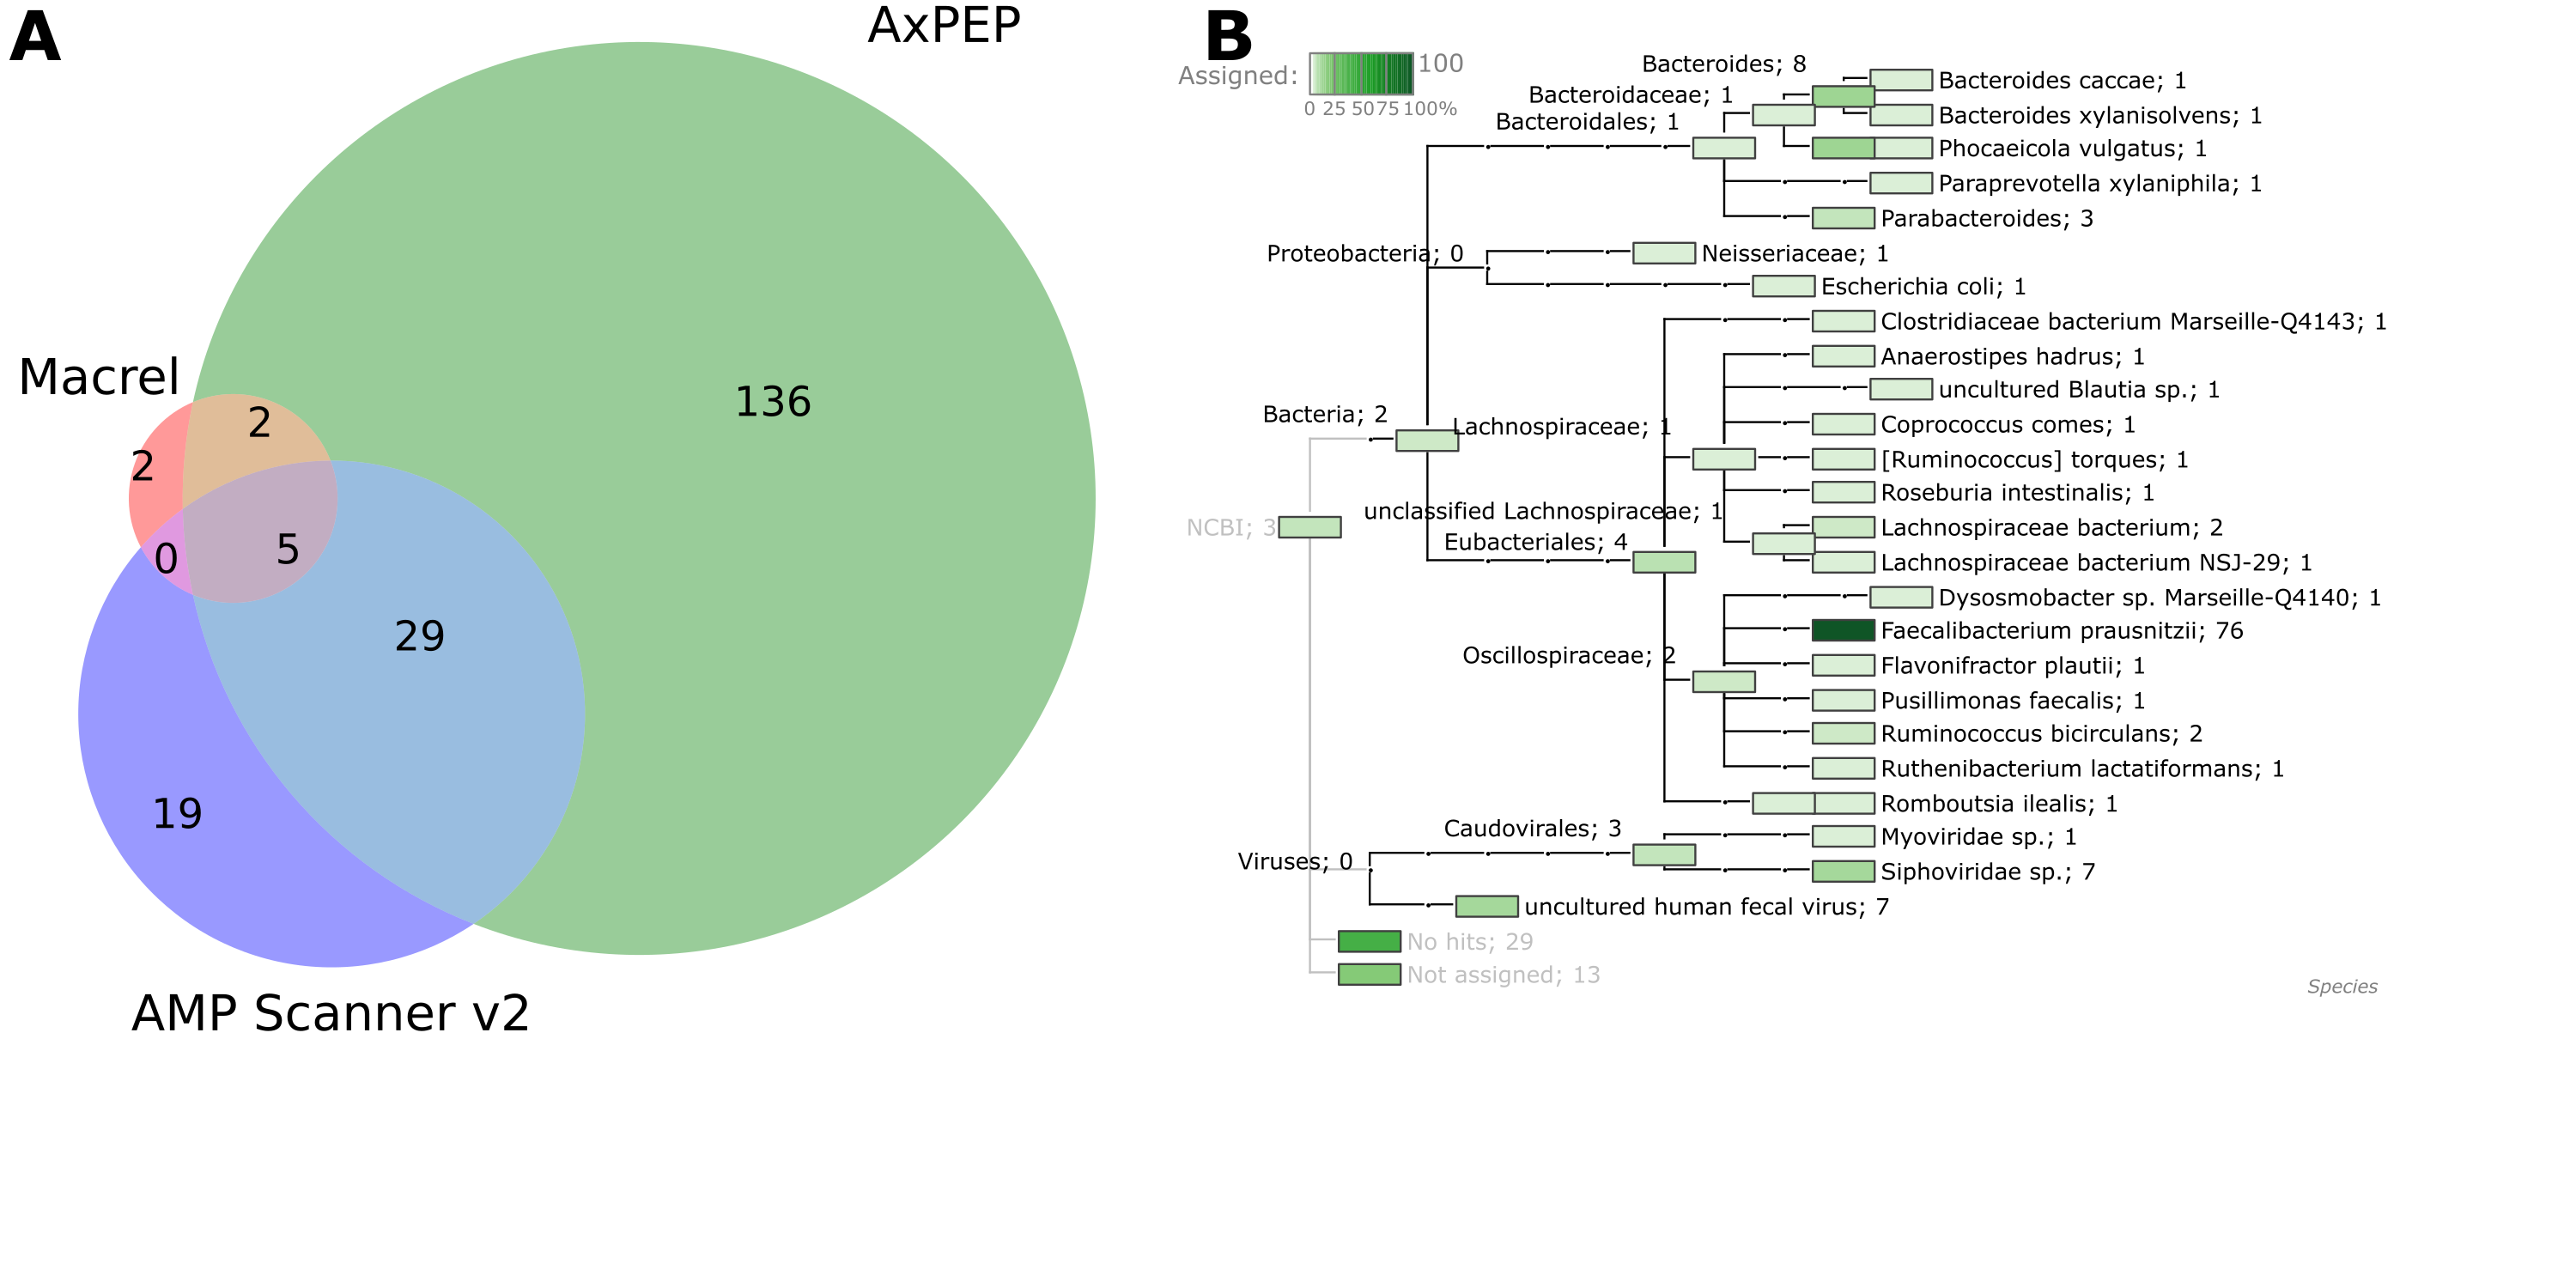 A
AxPEP
Macrel
136
2
2
0
5
29
19
AMP Scanner v2
B
Assigned:
100
0 25 50 75 100%
Bacteroides; 8
Bacteroides caccae; 1
Bacteroidaceae; 1
Bacteroides xylanisolvens; 1
Bacteroidales; 1
Phocaeicola vulgatus; 1
Paraprevotella xylaniphila; 1
Parabacteroides; 3
Proteobacteria; 0
Neisseriaceae; 1
Escherichia coli; 1
Clostridiaceae bacterium Marseille-Q4143; 1
Anaerostipes hadrus; 1
uncultured Blautia sp.; 1
Bacteria; 2
Lachnospiraceae; 1
Coprococcus comes; 1
[Ruminococcus] torques; 1
Roseburia intestinalis; 1
unclassified Lachnospiraceae; 1
NCBI; 3
Lachnospiraceae bacterium; 2
Eubacteriales; 4
Lachnospiraceae bacterium NSJ-29; 1
Dysosmobacter sp. Marseille-Q4140; 1
Faecalibacterium prausnitzii; 76
Oscillospiraceae; 2
Flavonifractor plautii; 1
Pusillimonas faecalis; 1
Ruminococcus bicirculans; 2
Ruthenibacterium lactatiformans; 1
Romboutsia ilealis; 1
Caudovirales; 3
Myoviridae sp.; 1
Viruses; 0
Siphoviridae sp.; 7
uncultured human fecal virus; 7
No hits; 29
Not assigned; 13
Species